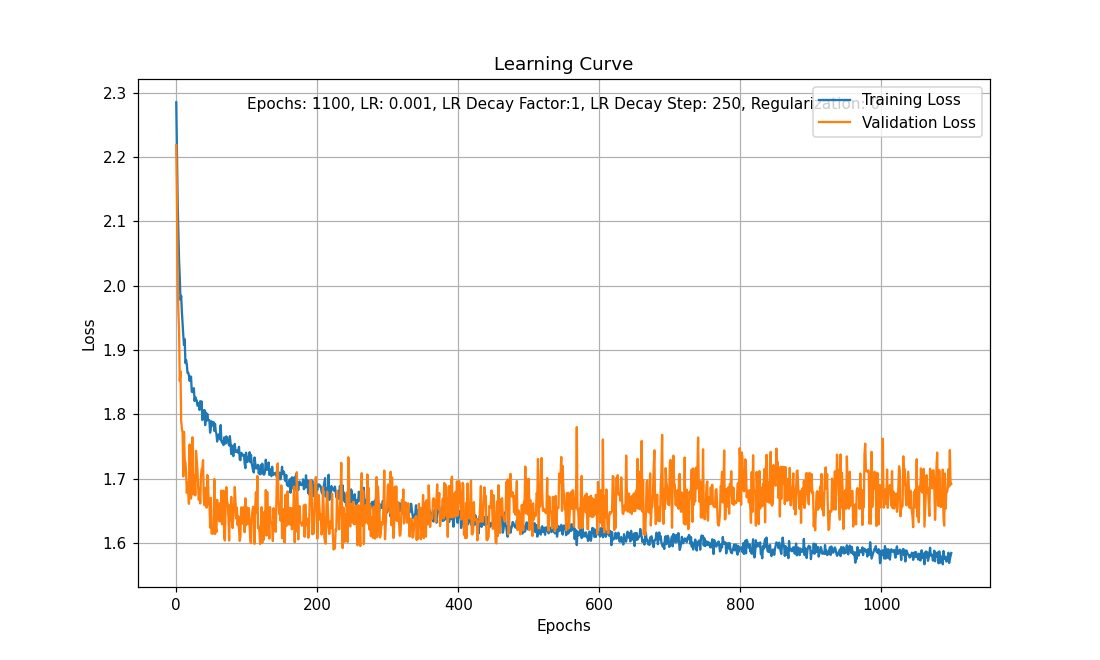 Learning Curve
Epochs: 1100, LR: 0.001, LR Decay Factor:1, LR Decay Step: 250, Regularization: 0
Training Loss
Validation Loss
2.3
2.2
2.1
2.0
1.9
1.8
1.7
1.6
Loss
0 200 400 600 800 1000
Epochs